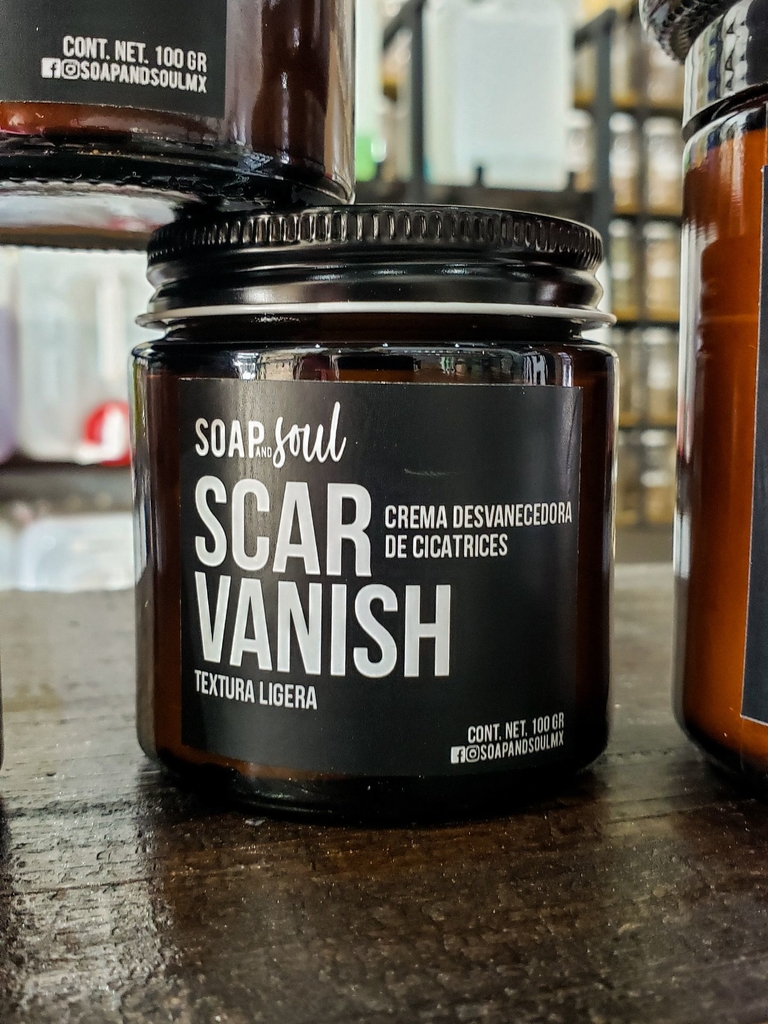 CONT. NET. 100 GR
SOAPANDSOULMX
SOAP AND soul
SCAR
VANISH
CREMA DESVANECEDORA
DE CICATRICES
TEXTURA LIGERA
CONT. NET. 100 GR
SOAPANDSOULMX